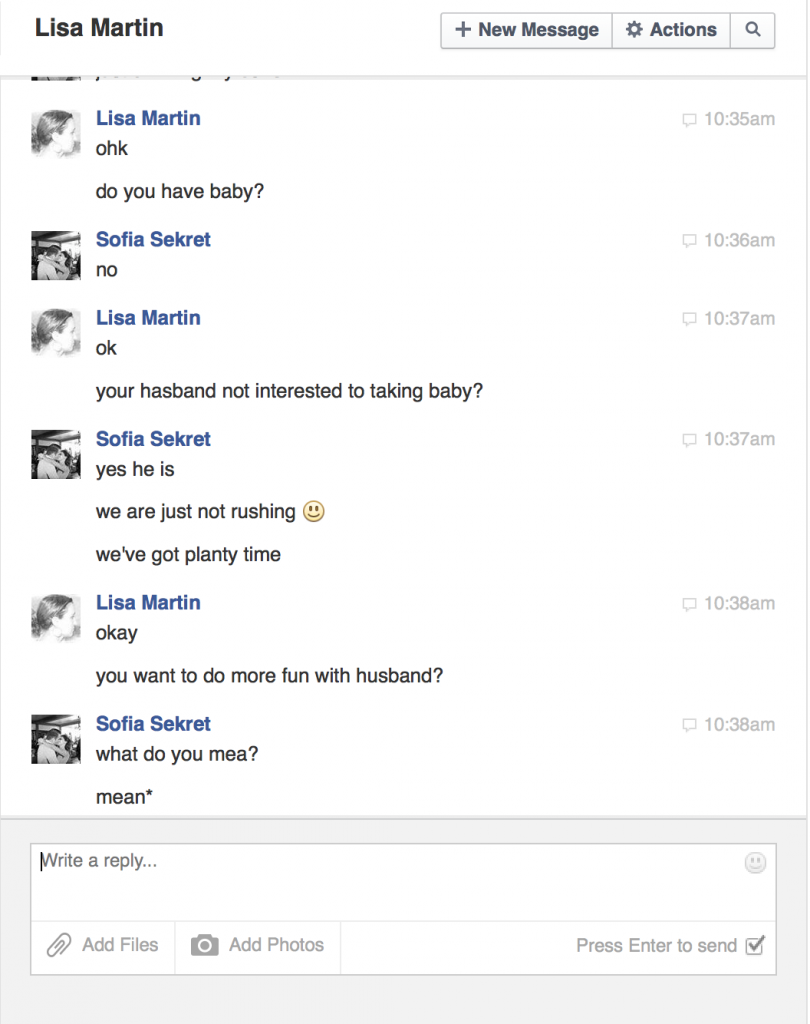 Lisa Martin
New Message
Actions
Lisa Martin
10:35am
ohk
do you have baby?
Sofia Sekret
10:36am
no
Lisa Martin
10:37am
ok
your hasband not interested to taking baby?
Sofia Sekret
10:37am
yes he is
we are just not rushing
we've got planty time
Lisa Martin
10:38am
okay
you want to do more fun with husband?
Sofia Sekret
10:38am
what do you mea?
mean*
Write a reply...
Add Files
Add Photos
Press Enter to send